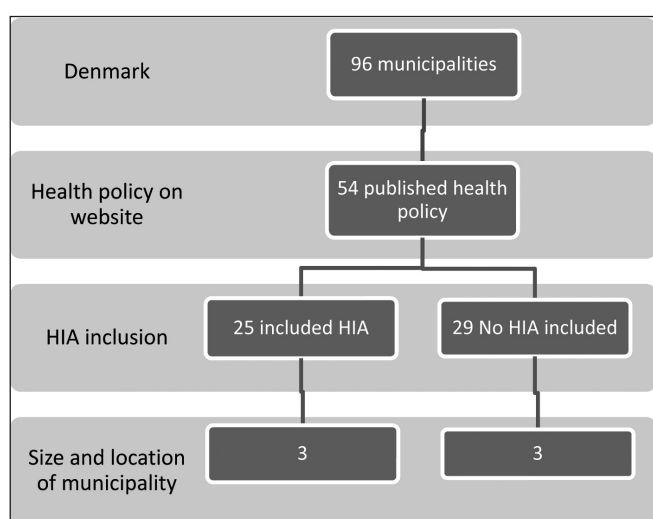 Denmark
96 municipalities
Health policy on
website
54 published health
policy
HIA inclusion
25 included HIA
29 No HIA included
Size and location
of municipality
3
3